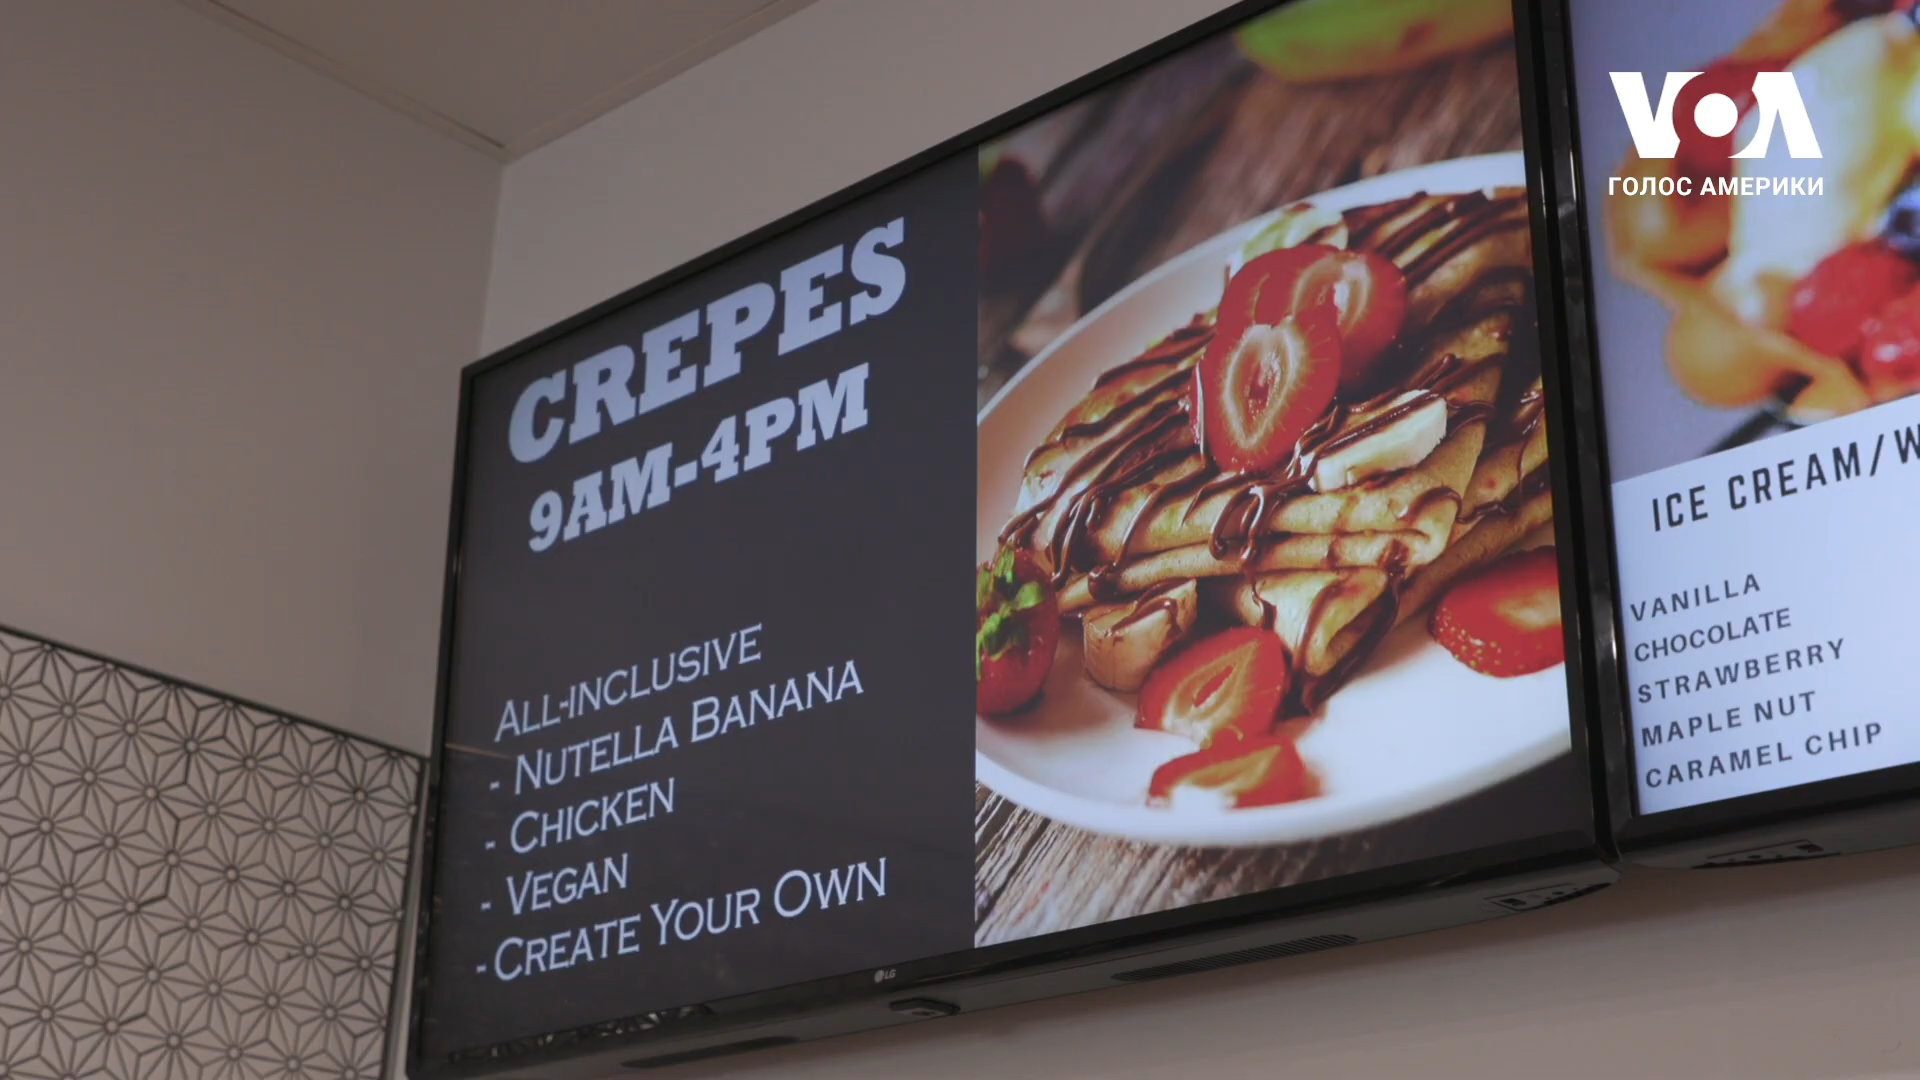 VOA
ГОЛОС АМЕРИКИ
CREPES
9AM-4PM
ALL-INCLUSIVE
- NUTELLA BANANA
- CHICKEN
- VEGAN
- CREATE YOUR OWN
LG
ICE CREAM/W
VANILLA
CHOCOLATE
STRAWBERRY
MAPLE NUT
CARAMEL CHIP